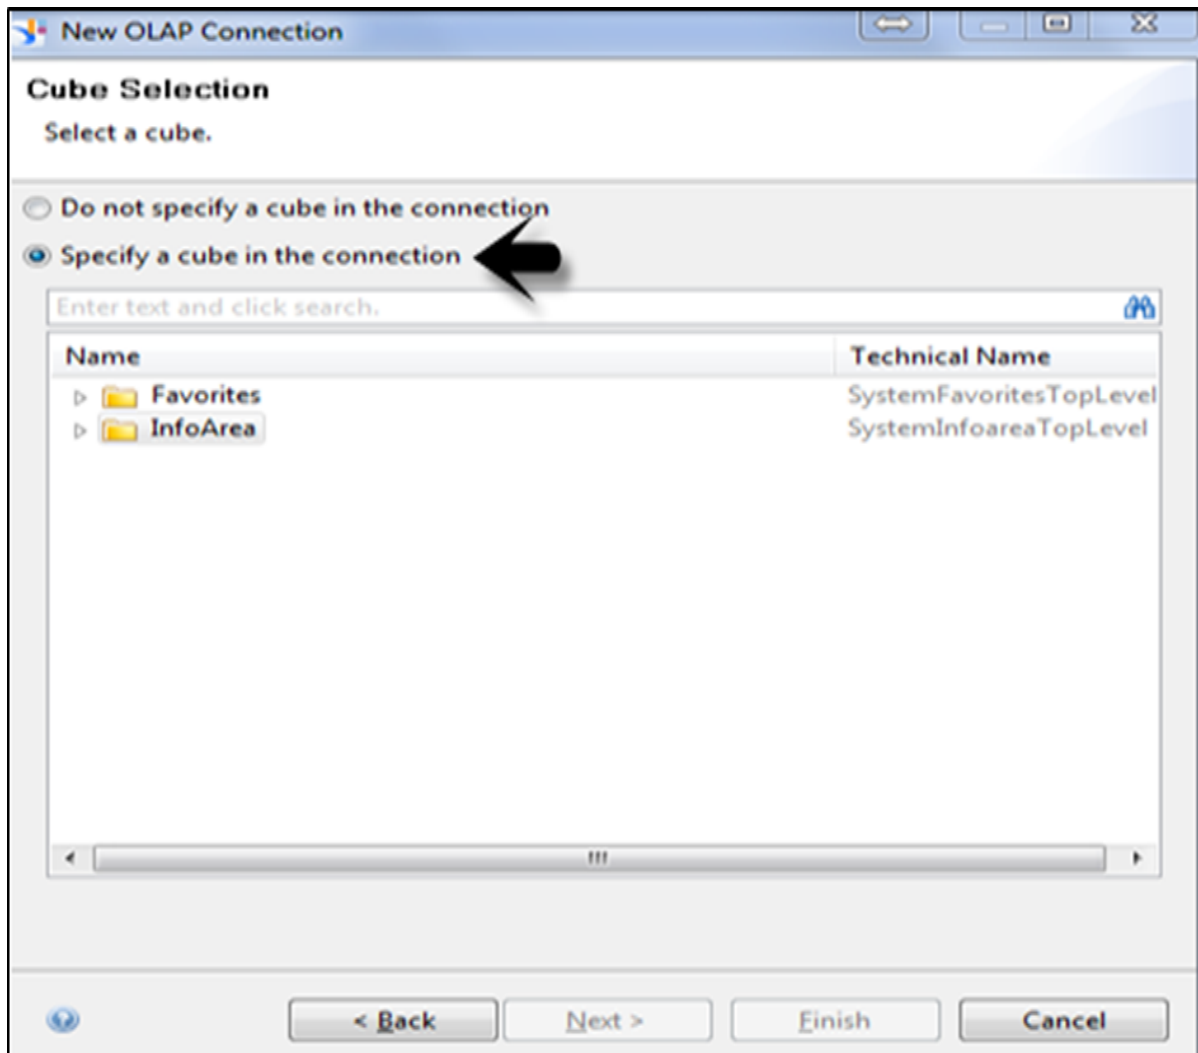 New OLAP Connection
Cube Selection
Select a cube.
Do not specify a cube in the connection
Specify a cube in the connection
Enter text and click search.
Name Technical Name
Favorites SystemFavoritesTopLevel
InfoArea SystemInfoareaTopLevel
< Back Next > Finish Cancel